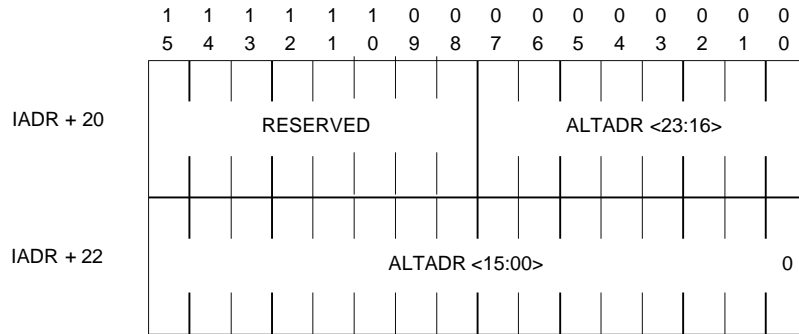 1 1 1 1 1 1 0 0 0 0 0 0 0 0 0 0
5 4 3 2 1 0 9 8 7 6 5 4 3 2 1 0
IADR + 20 RESERVED ALTADR <23:16>
IADR + 22 ALTADR <15:00> 0